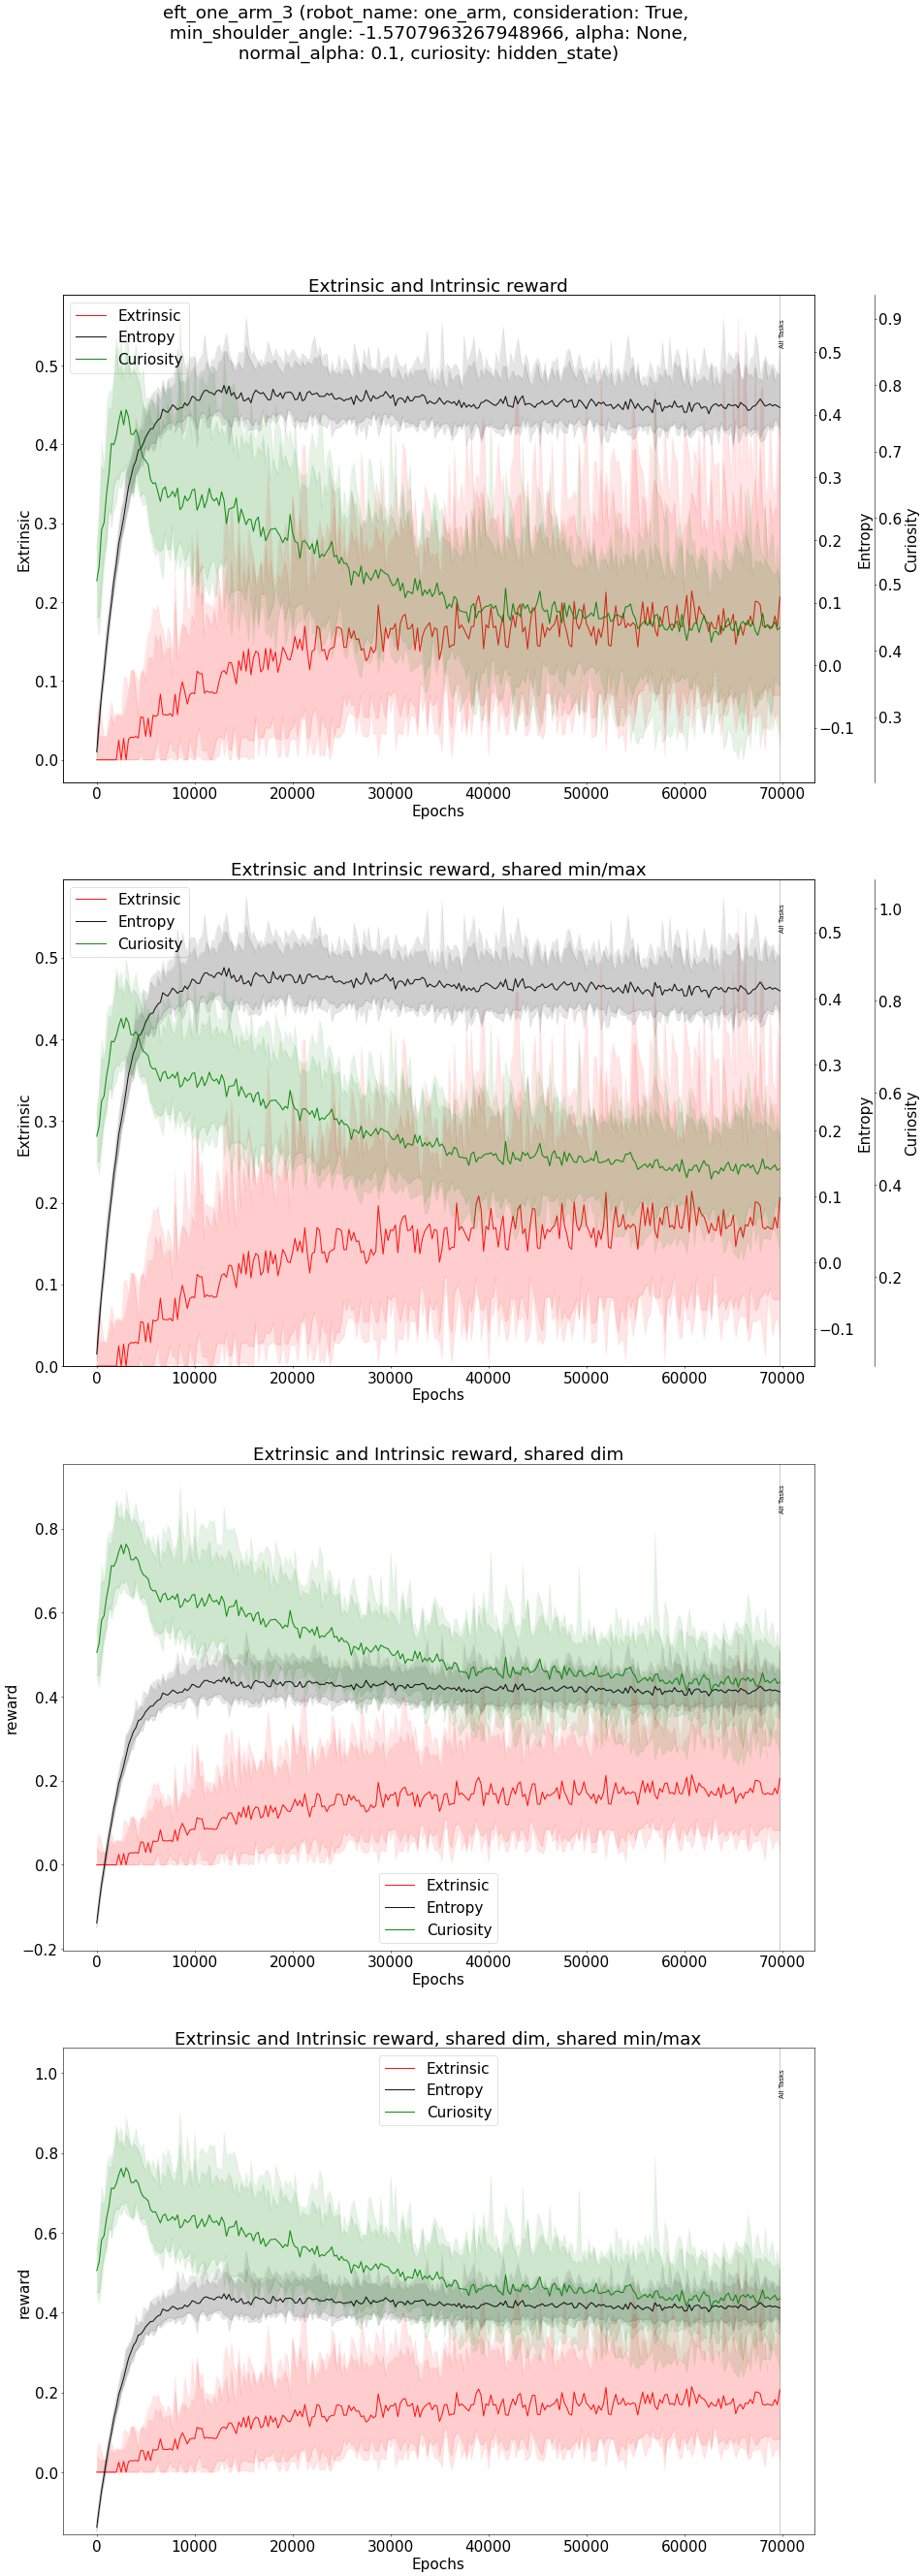 eft_one_arm_3 (robot_name: one_arm, consideration: True,
min_shoulder_angle: -1.5707963267948966, alpha: None,
normal_alpha: 0.1, curiosity: hidden_state)
Extrinsic and Intrinsic reward
Extrinsic
Entropy
Curiosity
All Tasks
0.5
0.4
0.3
0.2
0.1
0.0
Extrinsic
0.5
0.4
0.3
0.2
0.1
0.0
−0.1
Entropy
0.9
0.8
0.7
0.6
0.5
0.4
0.3
Curiosity
0 10000 20000 30000 40000 50000 60000 70000
Epochs
Extrinsic and Intrinsic reward, shared min/max
Extrinsic
Entropy
Curiosity
All Tasks
0.5
0.4
0.3
0.2
0.1
0.0
Extrinsic
0.5
0.4
0.3
0.2
0.1
0.0
−0.1
Entropy
1.0
0.8
0.6
0.4
0.2
Curiosity
0 10000 20000 30000 40000 50000 60000 70000
Epochs
Extrinsic and Intrinsic reward, shared dim
All Tasks
0.8
0.6
0.4
0.2
0.0
−0.2
reward
Extrinsic
Entropy
Curiosity
0 10000 20000 30000 40000 50000 60000 70000
Epochs
Extrinsic and Intrinsic reward, shared dim, shared min/max
Extrinsic
Entropy
Curiosity
All Tasks
1.0
0.8
0.6
0.4
0.2
0.0
reward
0 10000 20000 30000 40000 50000 60000 70000
Epochs